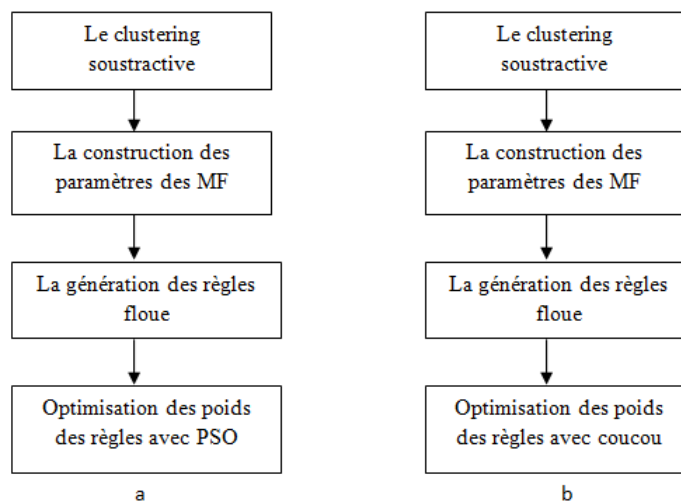 Le clustering
soustractive
La construction des
paramètres des MF
La génération des règles
floue
Optimisation des poids
des règles avec PSO
a
Le clustering
soustractive
La construction des
paramètres des MF
La génération des règles
floue
Optimisation des poids
des règles avec coucou
b